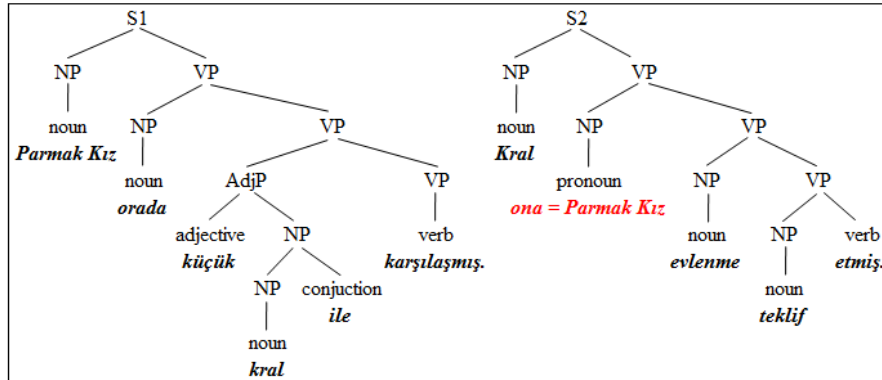 S1 S2
NP VP NP VP
noun NP VP noun NP VP
Parmak Kız Kral
noun AdjP VP pronoun NP VP
orada ona = Parmak Kız
adjective NP verb noun NP verb
küçük karşılaşmış. evlenme etmiş.
NP conjuction noun
ile teklif
noun
kral